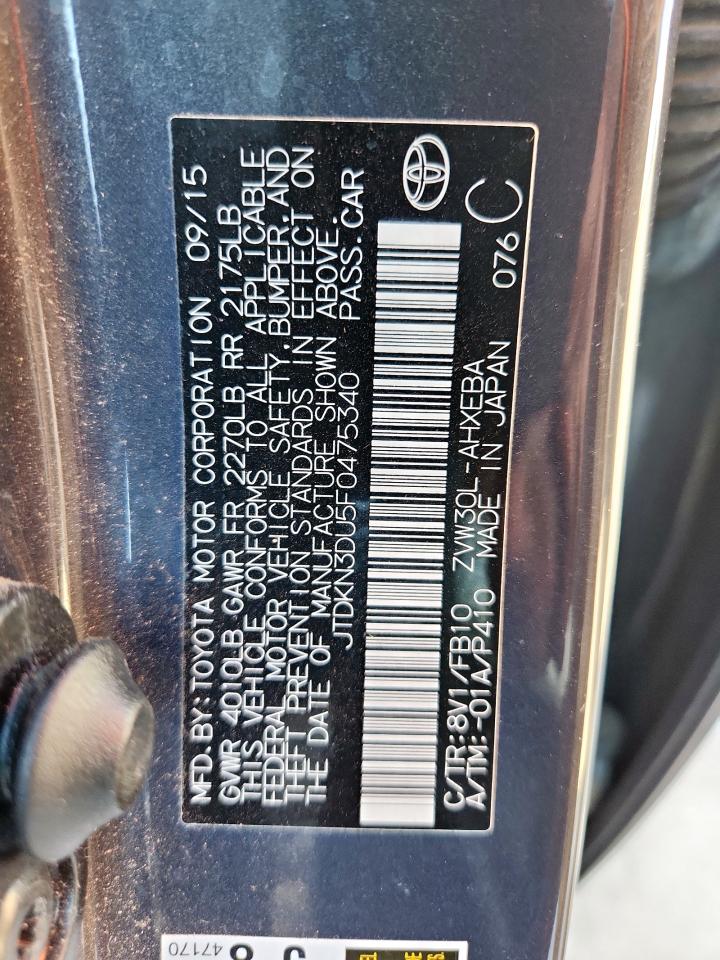 MFD.BY:TOYOTA MOTOR CORPORATION 09/15
GVWR 4010LB GAWR FR 2270LB RR 2175LB
THIS VEHICLE CONFORMS TO ALL APPLICABLE
FEDERAL MOTOR VEHICLE SAFETY,BUMPER,AND
THEFT PREVENTION STANDARDS IN EFFECT ON
THE DATE OF MANUFACTURE SHOWN ABOVE.
JTDKN3DU5F0475340 PASS.CAR
C/TR:8V1/FB10 ZVW30L-AHXEBA 076 C
A/TM:-01A/P410 MADE IN JAPAN
47170